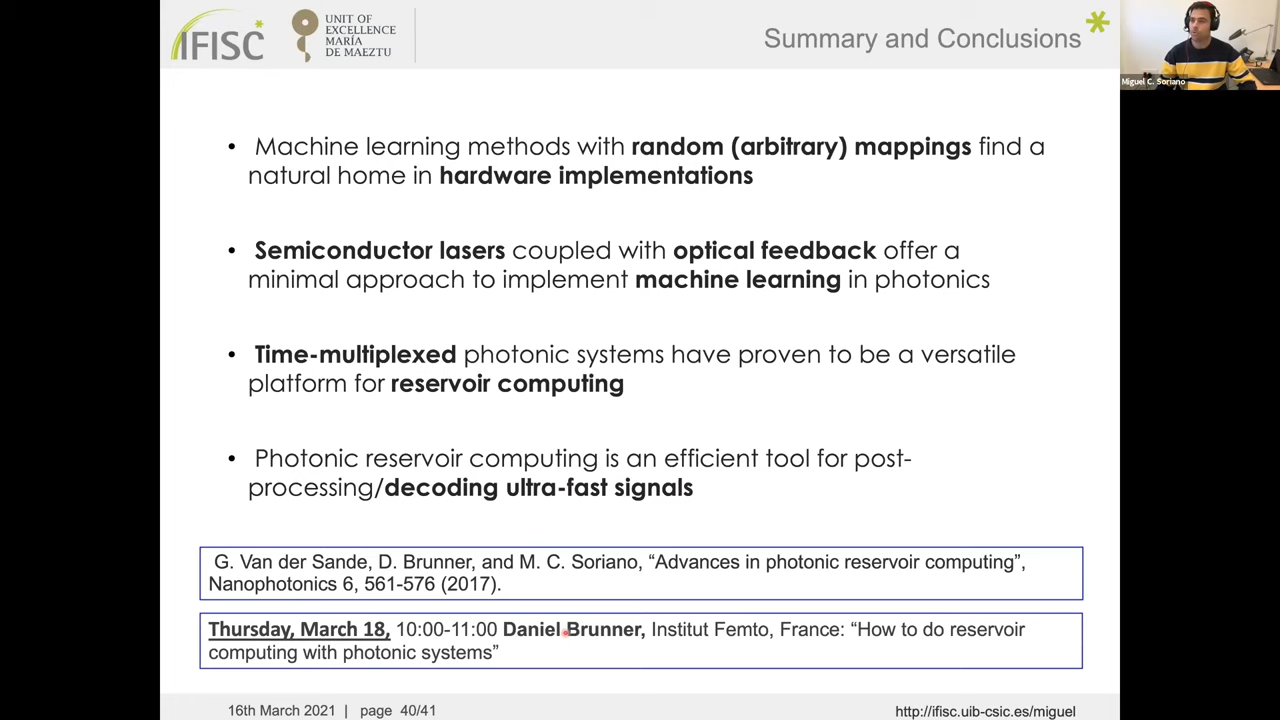 IFISC
UNIT OF
EXCELLENCE
MARÍA
DE MAEZTU
Summary and Conclusions
Miguel C. Soriano
• Machine learning methods with random (arbitrary) mappings find a
natural home in hardware implementations
• Semiconductor lasers coupled with optical feedback offer a
minimal approach to implement machine learning in photonics
• Time-multiplexed photonic systems have proven to be a versatile
platform for reservoir computing
• Photonic reservoir computing is an efficient tool for post-
processing/decoding ultra-fast signals
G. Van der Sande, D. Brunner, and M. C. Soriano, “Advances in photonic reservoir computing”,
Nanophotonics 6, 561-576 (2017).
Thursday, March 18, 10:00-11:00 Daniel Brunner, Institut Femto, France: “How to do reservoir
computing with photonic systems”
16th March 2021 | page 40/41
http://ifisc.uib-csic.es/miguel